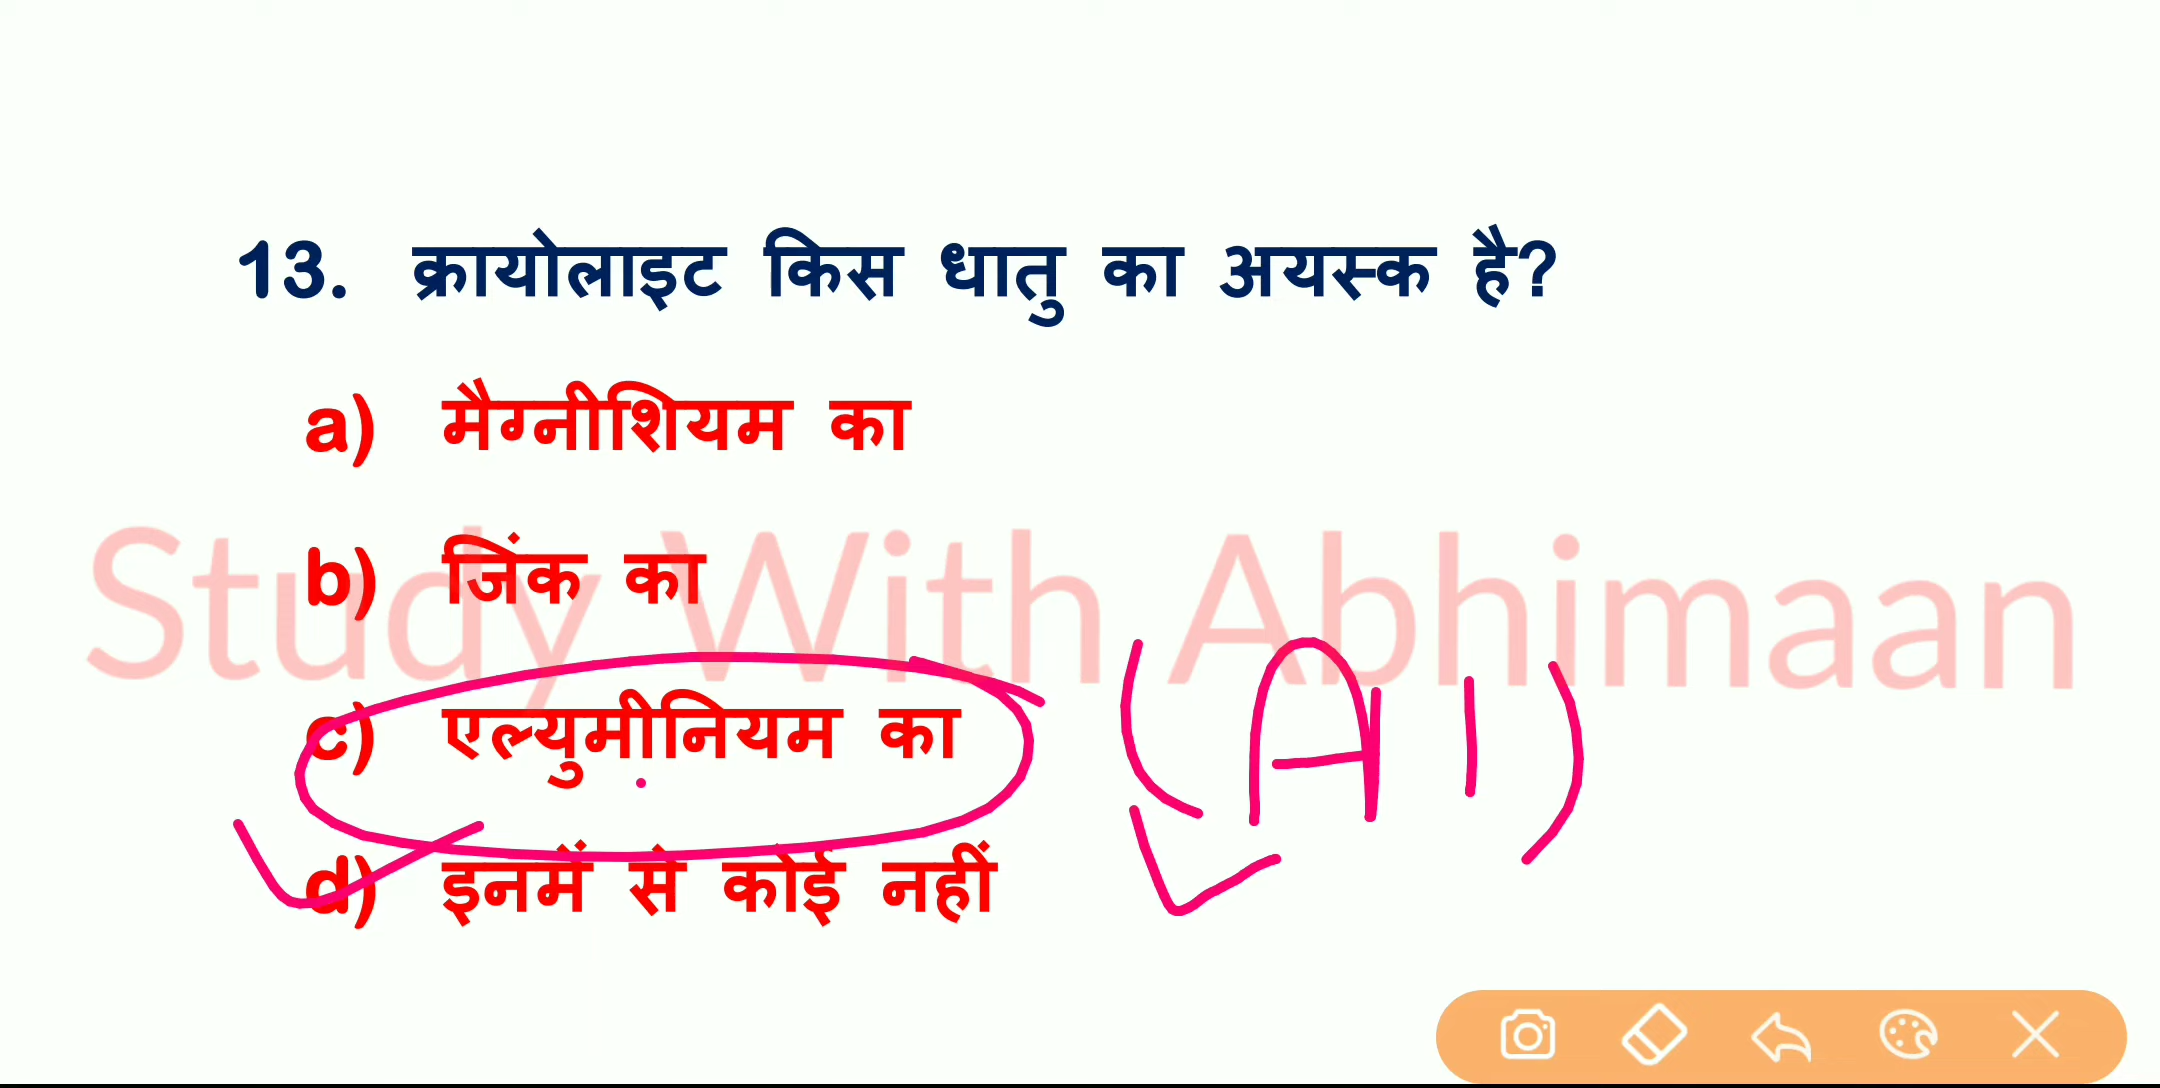 13. क्रायोलाइट किस धातु का अयस्क है?
a) मैग्नीशियम का
b) जिंक का
Study With Abhimaan
c) एल्युमीनियम का (Al)
d) इनमें से कोई नहीं